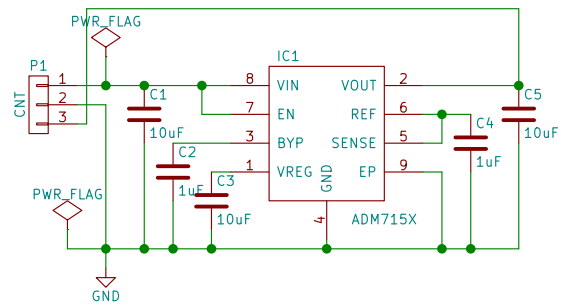 PWR_FLAG
P1
CNT
1
2
3
C1
10uF
IC1
8 VIN VOUT 2
7 EN REF 6
3 BYP SENSE 5
1 VREG EP 9
GND
4
ADM715X
C2
1uF
C3
10uF
C4
1uF
C5
10uF
PWR_FLAG
GND